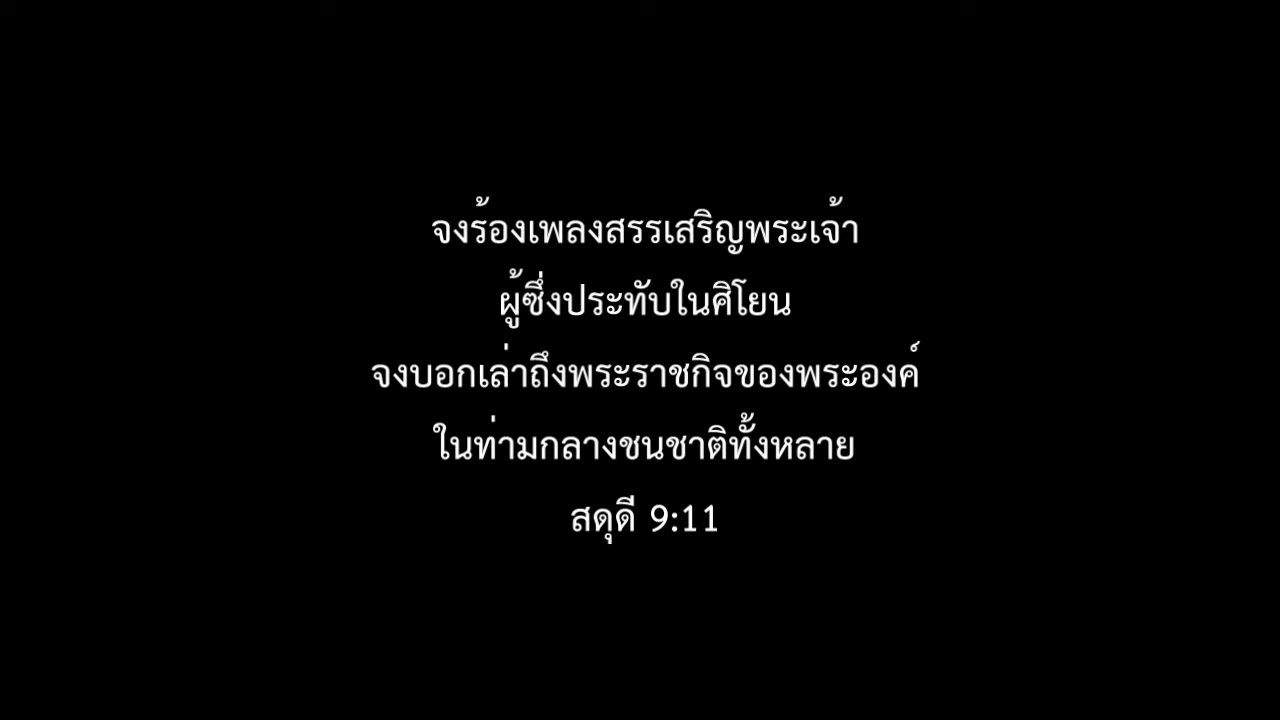 จงร้องเพลงสรรเสริญพระเจ้า
ผู้ซึ่งประทับในศิโยน
จงบอกเล่าถึงพระราชกิจของพระองค์
ในท่ามกลางชนชาติทั้งหลาย
สดุดี 9:11